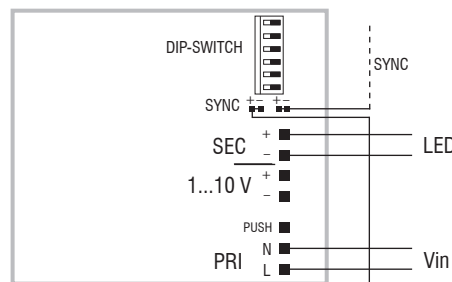 DIP-SWITCH
SYNC
+ − + −
SYNC
+
SEC
−
LED
+
1...10 V
−
PUSH
N
PRI
L
Vin